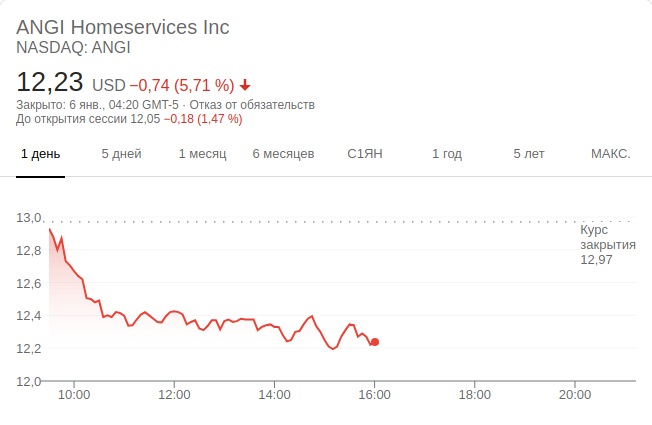 ANGI Homeservices Inc
NASDAQ: ANGI
12,23 USD −0,74 (5,71 %)
Закрыто: 6 янв., 04:20 GMT-5 · Отказ от обязательств
До открытия сессии 12,05 −0,18 (1,47 %)
1 день 5 дней 1 месяц 6 месяцев С1ЯН 1 год 5 лет МАКС.
13,0
Курс
закрытия
12,97
12,8
12,6
12,4
12,2
12,0
10:00 12:00 14:00 16:00 18:00 20:00